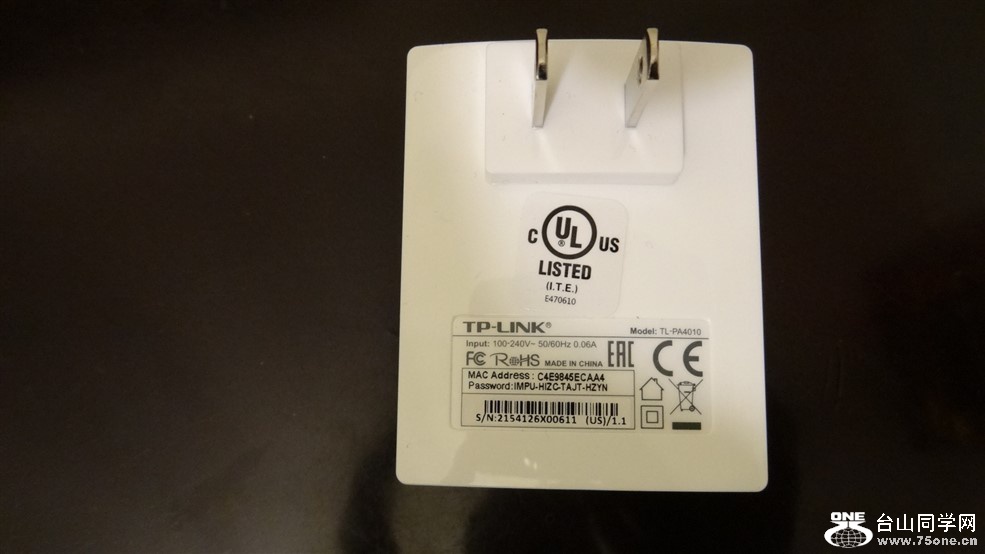 C UL® US
LISTED
(I.T.E.)
E470610
TP-LINK® Model: TL-PA4010
Input: 100-240V~ 50/60Hz 0.06A
FC RoHS MADE IN CHINA EAC CE
MAC Address : C4E9845ECAA4
Password:IMPU-HIZC-TAJT-HZYN
S/N:2154126X00611 (US)/1.1
ONE 台山同学网
www.75one.cn